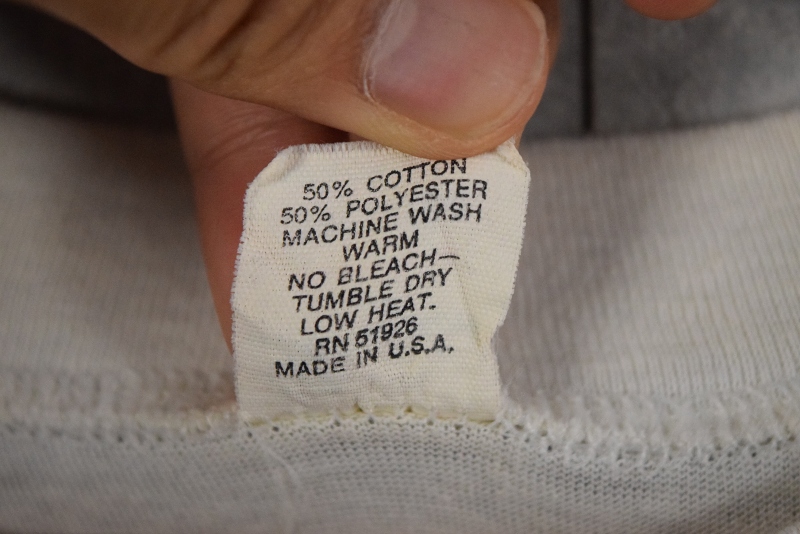 50% COTTON
50% POLYESTER
MACHINE WASH
WARM
NO BLEACH—
TUMBLE DRY
LOW HEAT.
RN 51926
MADE IN U.S.A.